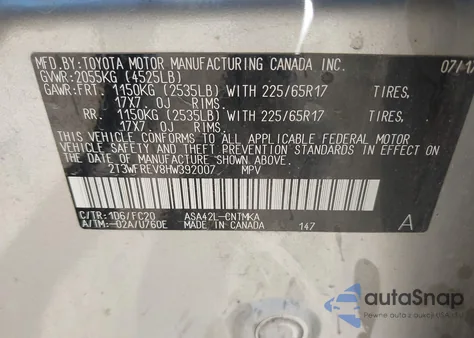 MFD.BY:TOYOTA MOTOR MANUFACTURING CANADA INC. 07/1
GVWR:2055KG (4525LB)
GAWR:FRT. 1150KG (2535LB) WITH 225/65R17 TIRES,
17X7. 0J RIMS.
RR. 1150KG (2535LB) WITH 225/65R17 TIRES,
17X7. 0J RIMS.
THIS VEHICLE CONFORMS TO ALL APPLICABLE FEDERAL MOTOR
VEHICLE SAFETY AND THEFT PREVENTION STANDARDS IN
EFFECT ON THE DATE OF MANUFACTURE SHOWN ABOVE.
2T3WFREV8HW392007 MPV
C/TR:1D6/FC20 ASA42L-CNTMKA
A/TM:-02A/U760E MADE IN CANADA 147 A
autoSnap